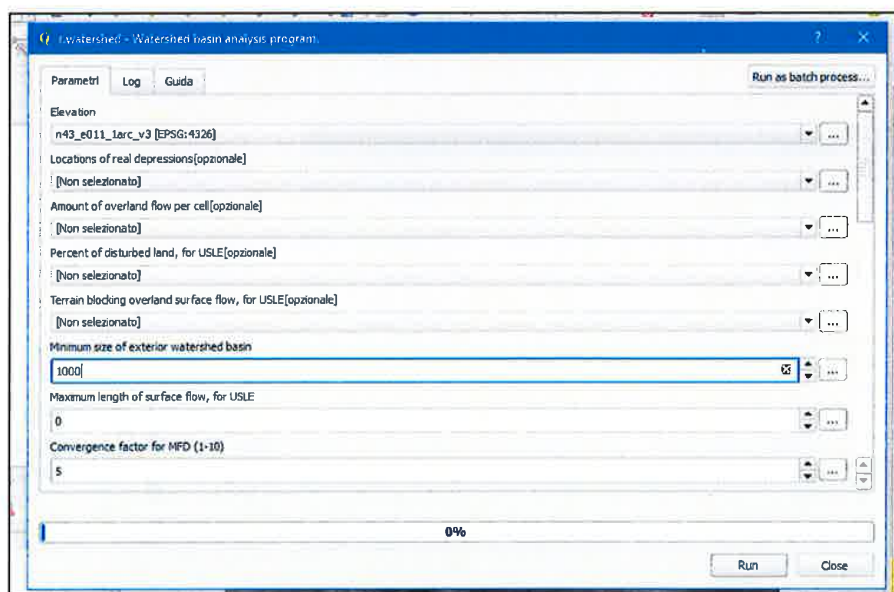 r.watershed - Watershed basin analysis program.
Parametri Log Guida Run as batch process...
Elevation
n43_e011_1arc_v3 [EPSG:4326]
Locations of real depressions[opzionale]
[Non selezionato]
Amount of overland flow per cell[opzionale]
[Non selezionato]
Percent of disturbed land, for USLE[opzionale]
[Non selezionato]
Terrain blocking overland surface flow, for USLE[opzionale]
[Non selezionato]
Minimum size of exterior watershed basin
1000
Maximum length of surface flow, for USLE
0
Convergence factor for MFD (1-10)
5
0%
Run Close